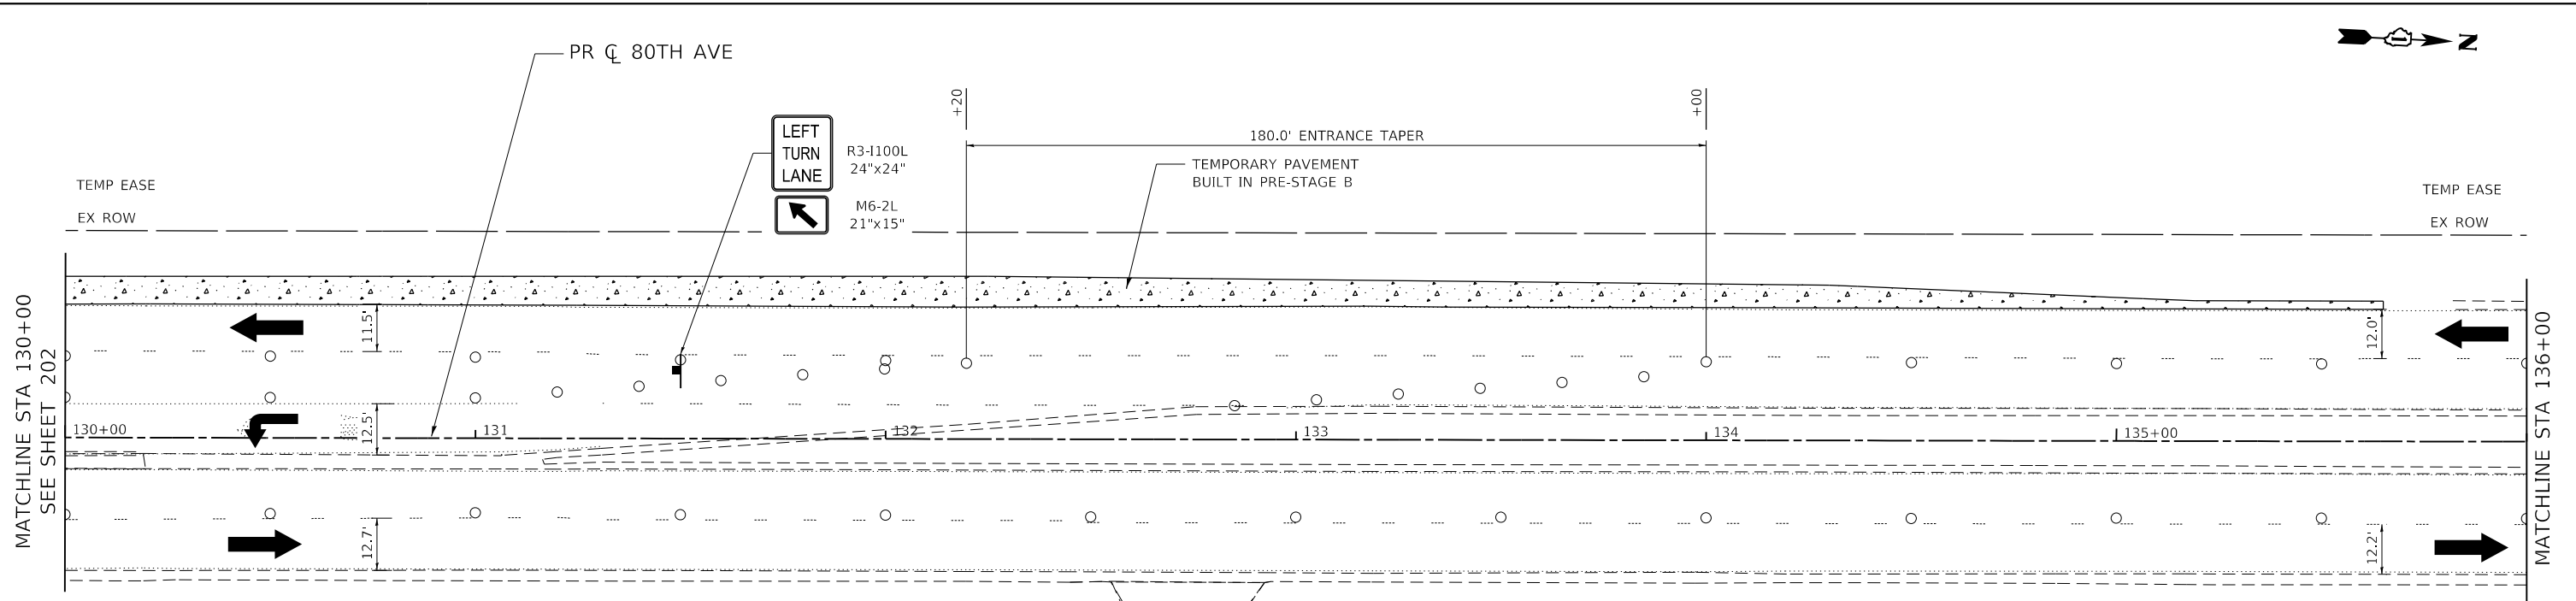 PR ℄ 80TH AVE
N
+20
+00
180.0' ENTRANCE TAPER
LEFT
TURN
LANE
R3-I100L
24"x24"
M6-2L
21"x15"
TEMPORARY PAVEMENT
BUILT IN PRE-STAGE B
TEMP EASE
EX ROW
TEMP EASE
EX ROW
MATCHLINE STA 130+00
SEE SHEET 202
11.5'
12.0'
12.5'
130+00
131
132
133
134
135+00
12.7'
12.2'
MATCHLINE STA 136+00